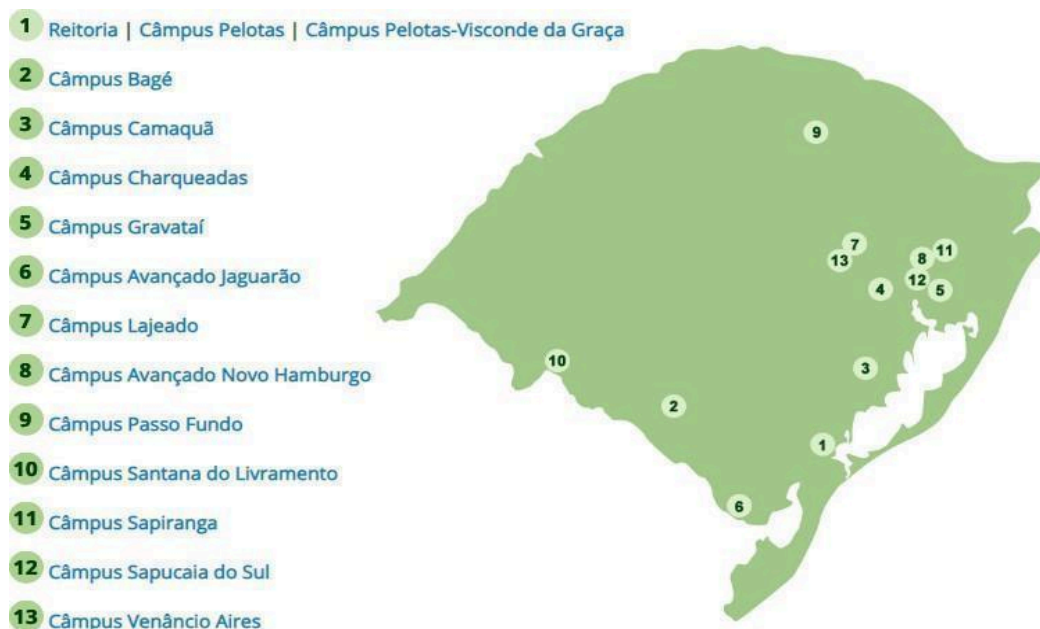 1 Reitoria | Câmpus Pelotas | Câmpus Pelotas-Visconde da Graça
2 Câmpus Bagé
3 Câmpus Camaquã
4 Câmpus Charqueadas
5 Câmpus Gravataí
6 Câmpus Avançado Jaguarão
7 Câmpus Lajeado
8 Câmpus Avançado Novo Hamburgo
9 Câmpus Passo Fundo
10 Câmpus Santana do Livramento
11 Câmpus Sapiranga
12 Câmpus Sapucaia do Sul
13 Câmpus Venâncio Aires
9
7
11
8
13
12
4
5
10
3
2
1
6